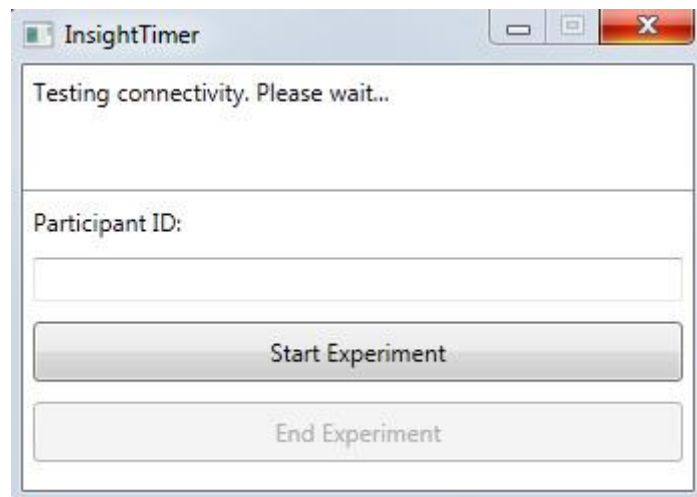 InsightTimer
Testing connectivity. Please wait...
Participant ID:
Start Experiment
End Experiment